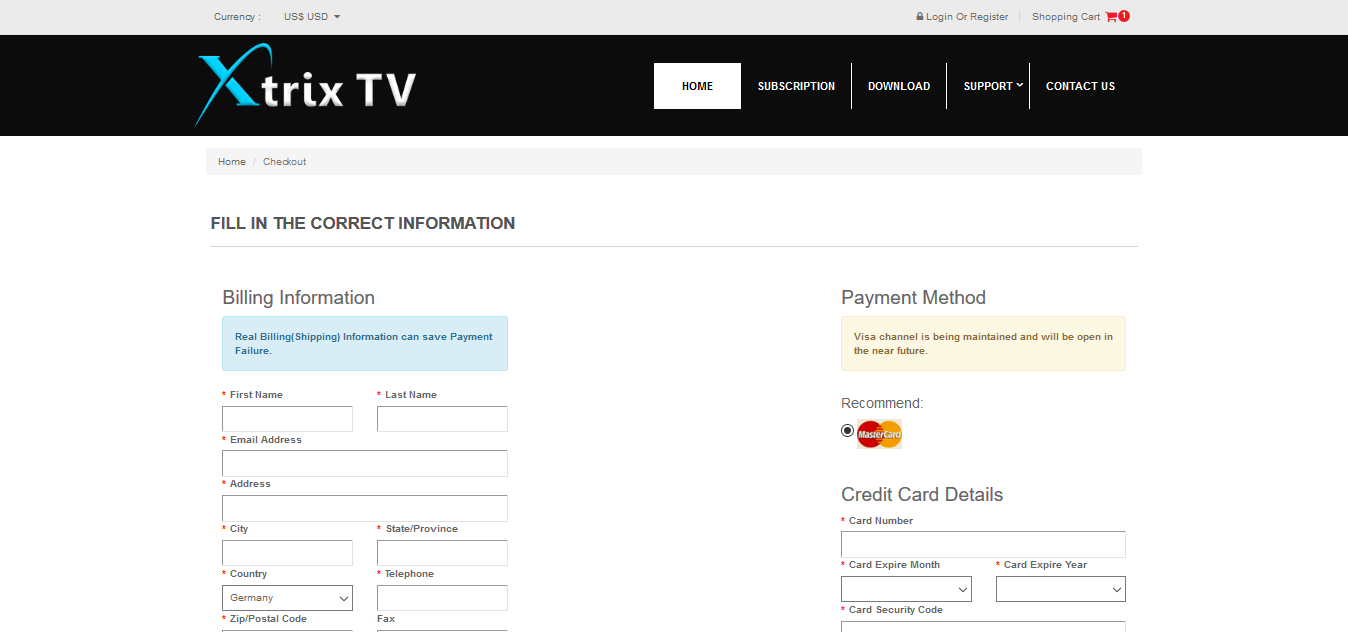 Currency : US$ USD Login Or Register Shopping Cart 1
Xtrix TV
HOME SUBSCRIPTION DOWNLOAD SUPPORT CONTACT US
Home / Checkout
FILL IN THE CORRECT INFORMATION
Billing Information
Real Billing(Shipping) Information can save Payment
Failure.
* First Name * Last Name
* Email Address
* Address
* City * State/Province
* Country * Telephone
Germany
* Zip/Postal Code Fax
Payment Method
Visa channel is being maintained and will be open in
the near future.
Recommend:
MasterCard
Credit Card Details
* Card Number
* Card Expire Month * Card Expire Year
* Card Security Code